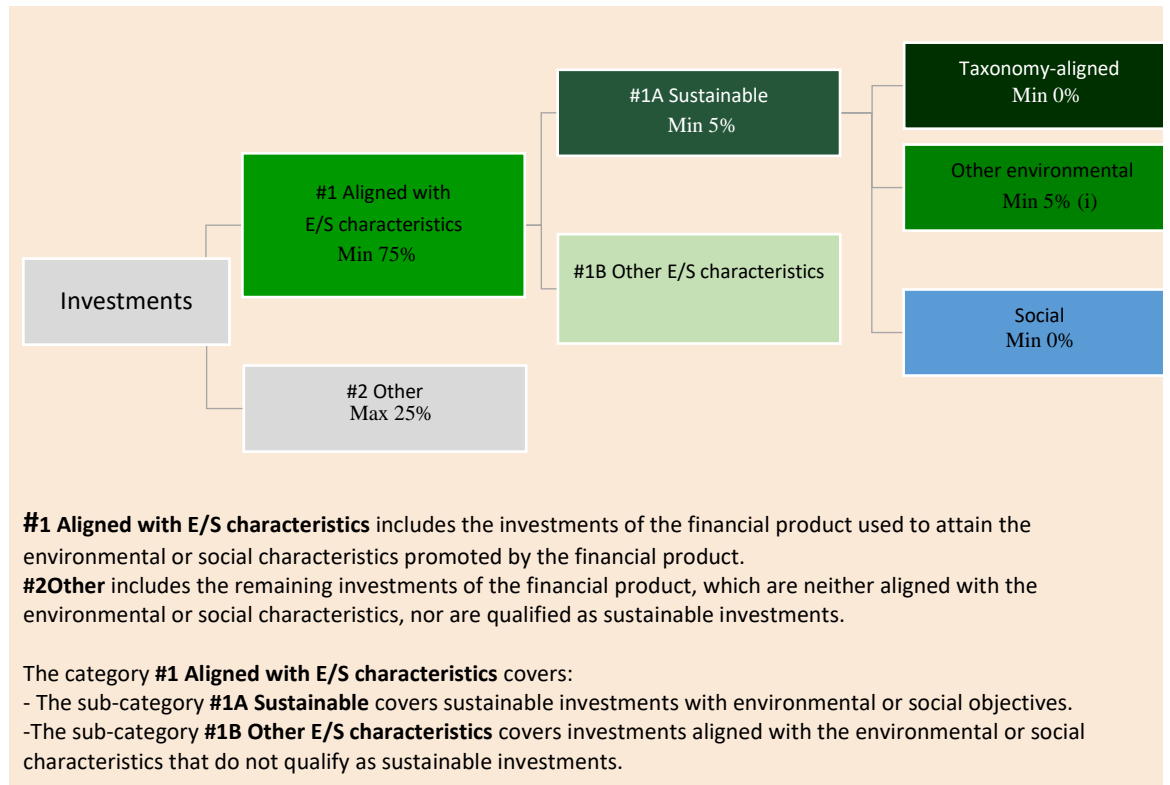 Investments
#1 Aligned with
E/S characteristics
Min 75%
#2 Other
Max 25%
#1A Sustainable
Min 5%
#1B Other E/S characteristics
Taxonomy-aligned
Min 0%
Other environmental
Min 5% (i)
Social
Min 0%
#1 Aligned with E/S characteristics includes the investments of the financial product used to attain the
environmental or social characteristics promoted by the financial product.
#2Other includes the remaining investments of the financial product, which are neither aligned with the
environmental or social characteristics, nor are qualified as sustainable investments.
The category #1 Aligned with E/S characteristics covers:
- The sub-category #1A Sustainable covers sustainable investments with environmental or social objectives.
-The sub-category #1B Other E/S characteristics covers investments aligned with the environmental or social
characteristics that do not qualify as sustainable investments.